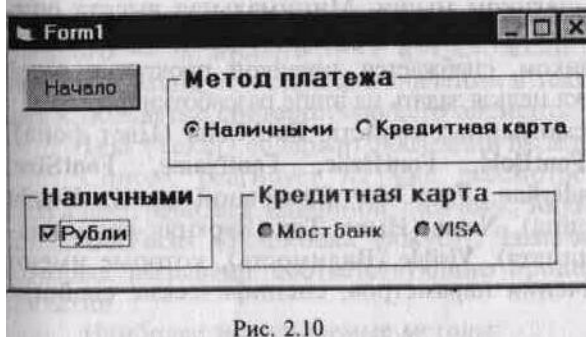 Form1
Начало
Метод платежа
Наличными Кредитная карта
Наличными Кредитная карта
Рубли Мостбанк VISA
Рис. 2.10